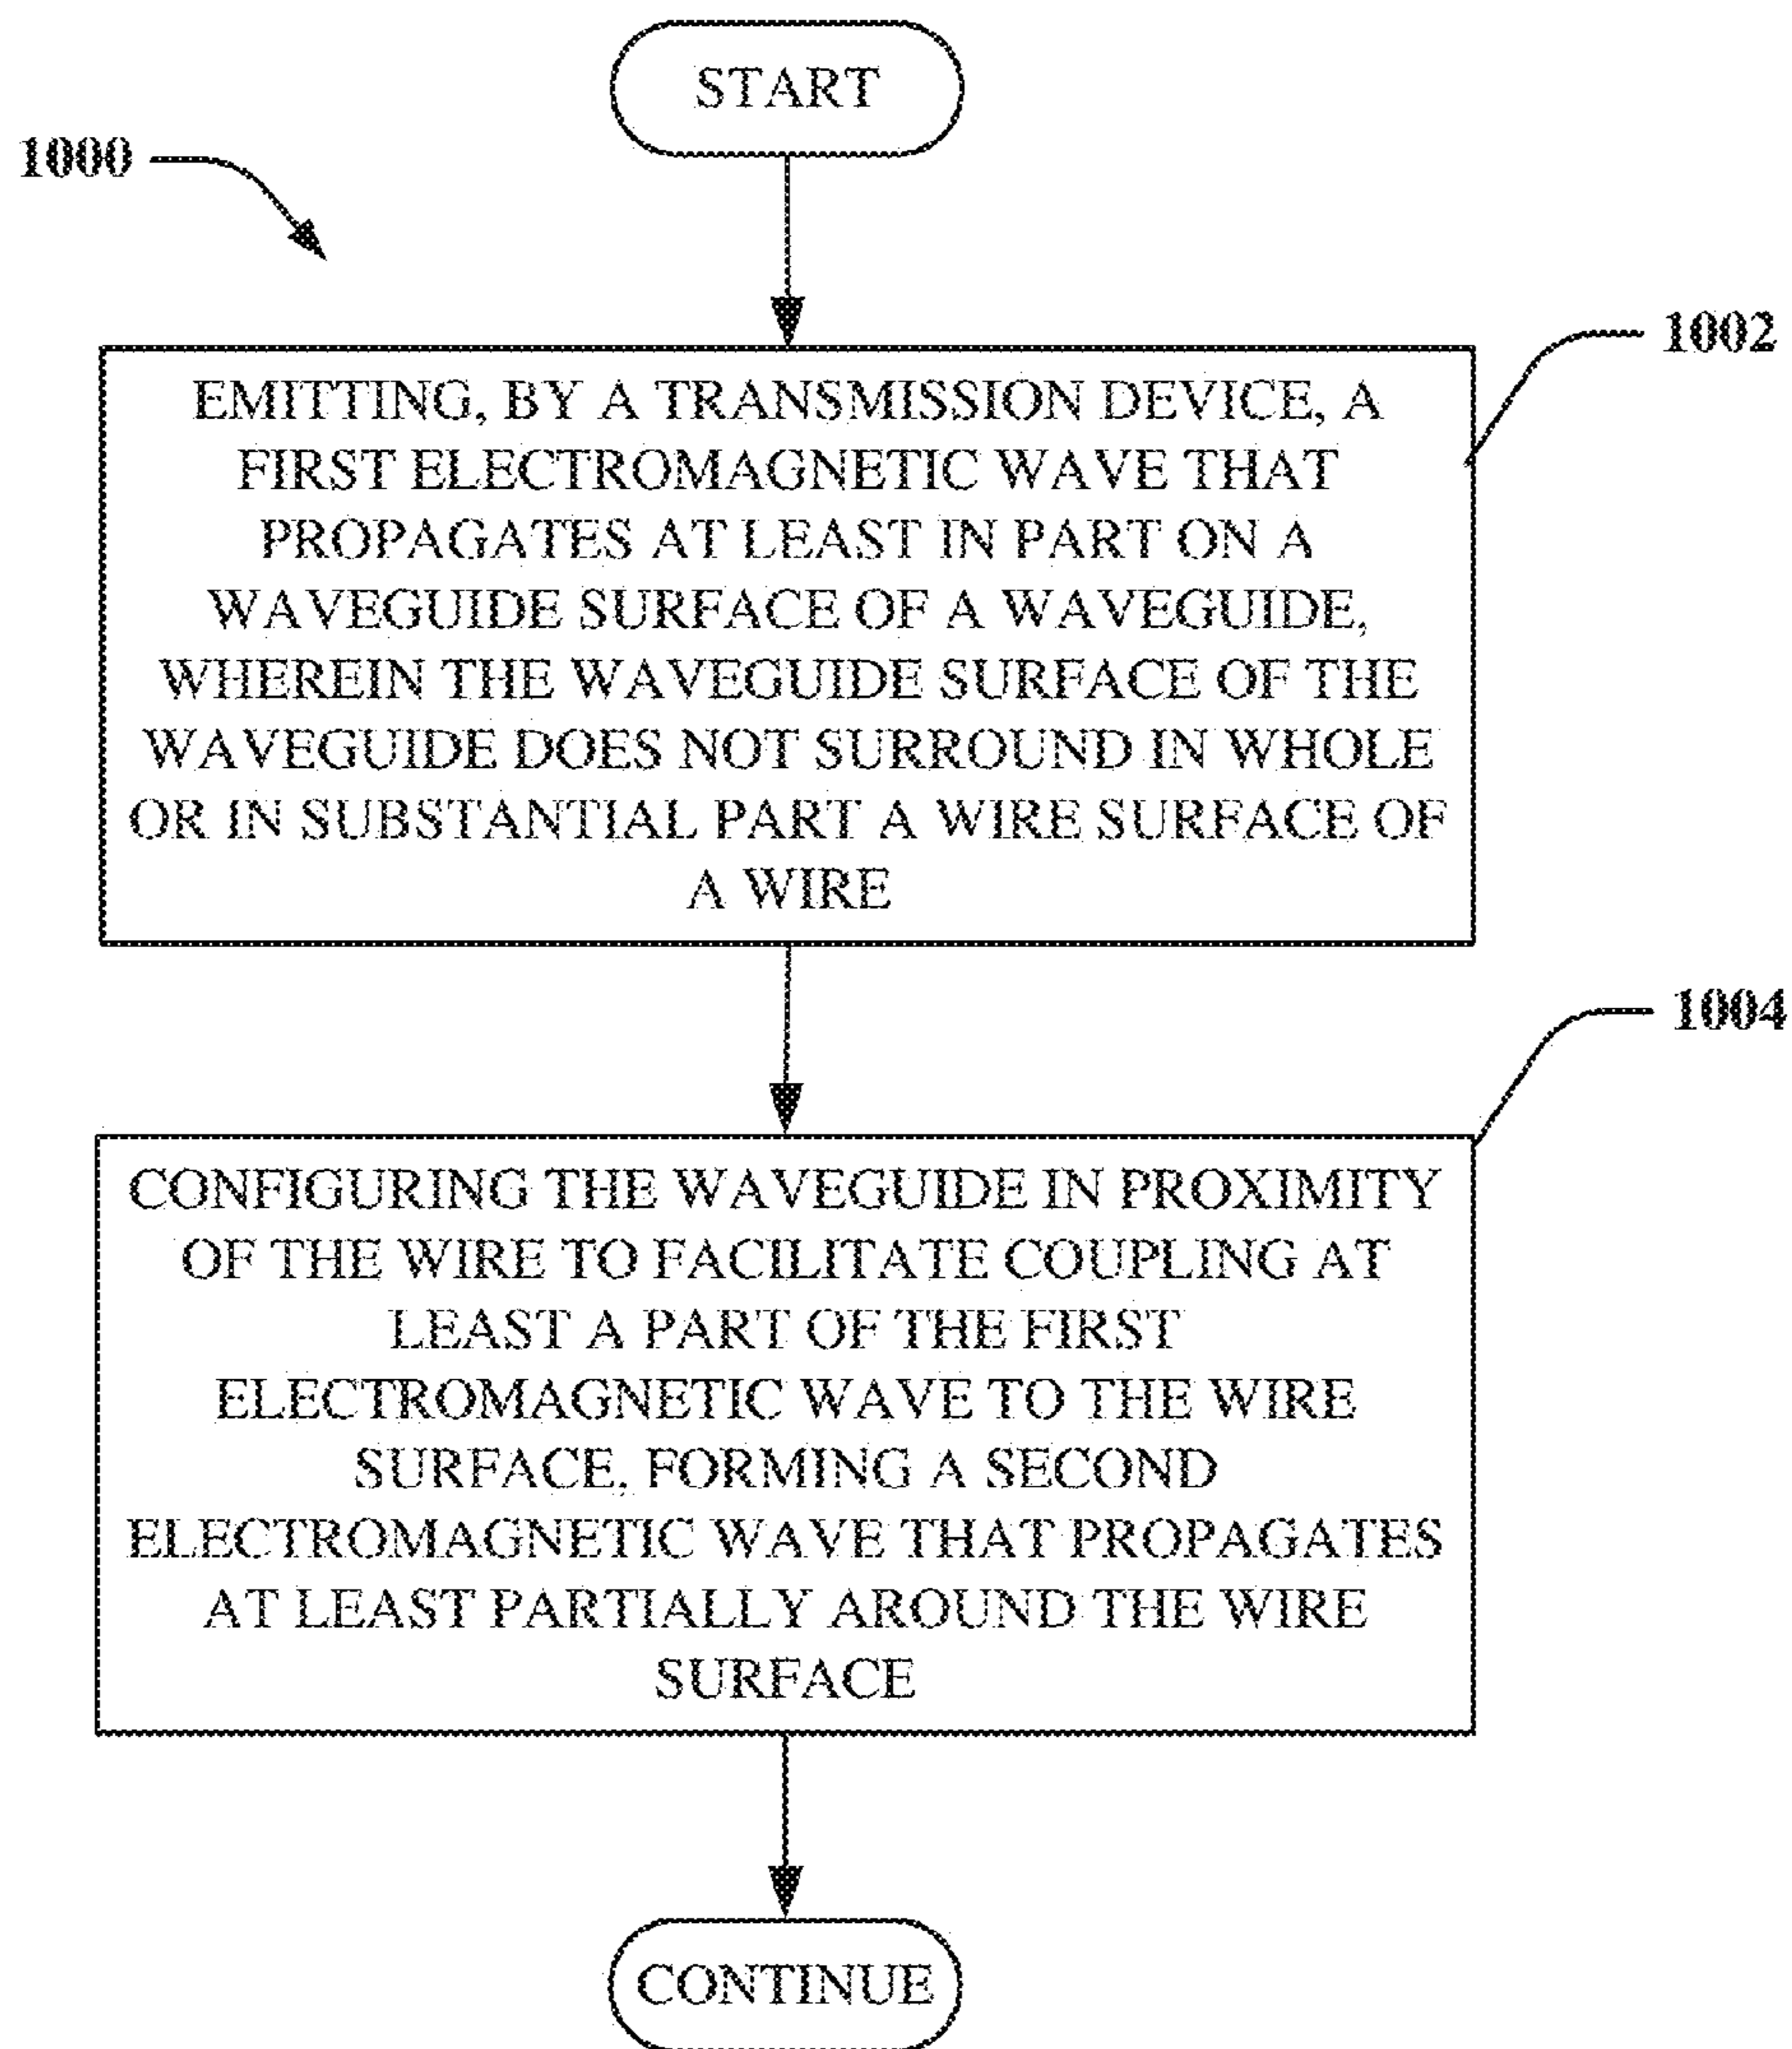 START
1000
1002
EMITTING, BY A TRANSMISSION DEVICE, A
FIRST ELECTROMAGNETIC WAVE THAT
PROPAGATES AT LEAST IN PART ON A
WAVEGUIDE SURFACE OF A WAVEGUIDE,
WHEREIN THE WAVEGUIDE SURFACE OF THE
WAVEGUIDE DOES NOT SURROUND IN WHOLE
OR IN SUBSTANTIAL PART A WIRE SURFACE OF
A WIRE
1004
CONFIGURING THE WAVEGUIDE IN PROXIMITY
OF THE WIRE TO FACILITATE COUPLING AT
LEAST A PART OF THE FIRST
ELECTROMAGNETIC WAVE TO THE WIRE
SURFACE, FORMING A SECOND
ELECTROMAGNETIC WAVE THAT PROPAGATES
AT LEAST PARTIALLY AROUND THE WIRE
SURFACE
CONTINUE